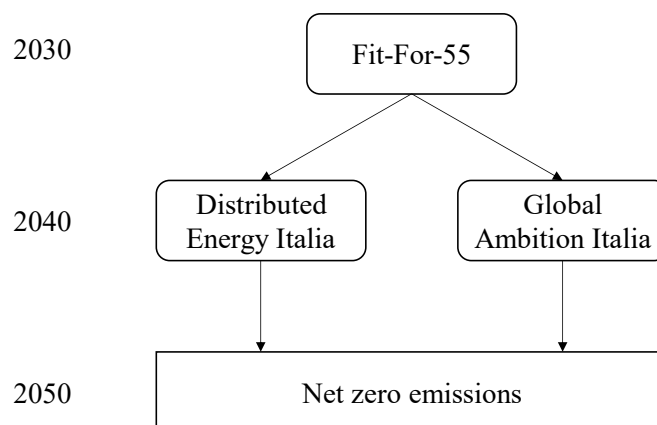 2030
Fit-For-55
2040
Distributed
Energy Italia
Global
Ambition Italia
2050
Net zero emissions